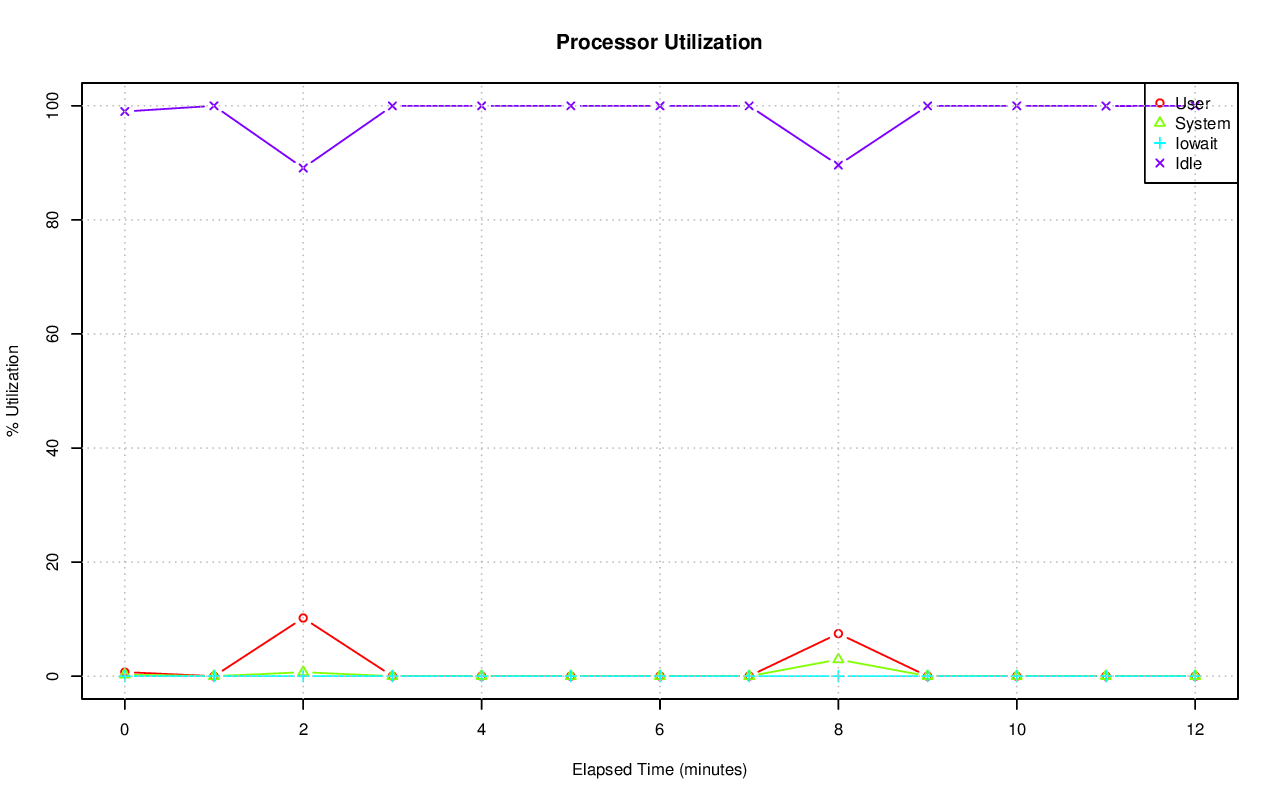 Processor Utilization
% Utilization
100
80
60
40
20
0
User
System
Iowait
Idle
0 2 4 6 8 10 12
Elapsed Time (minutes)